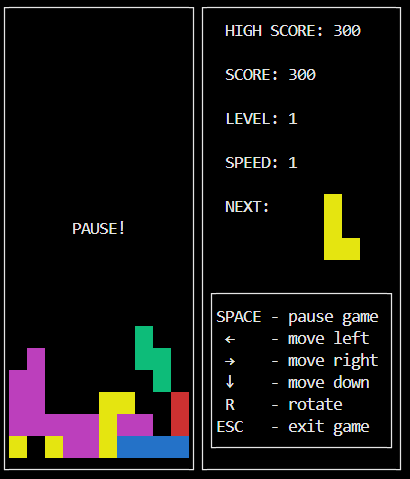 HIGH SCORE: 300
SCORE: 300
LEVEL: 1
SPEED: 1
NEXT:
PAUSE!
SPACE - pause game
← - move left
→ - move right
↓ - move down
R - rotate
ESC - exit game